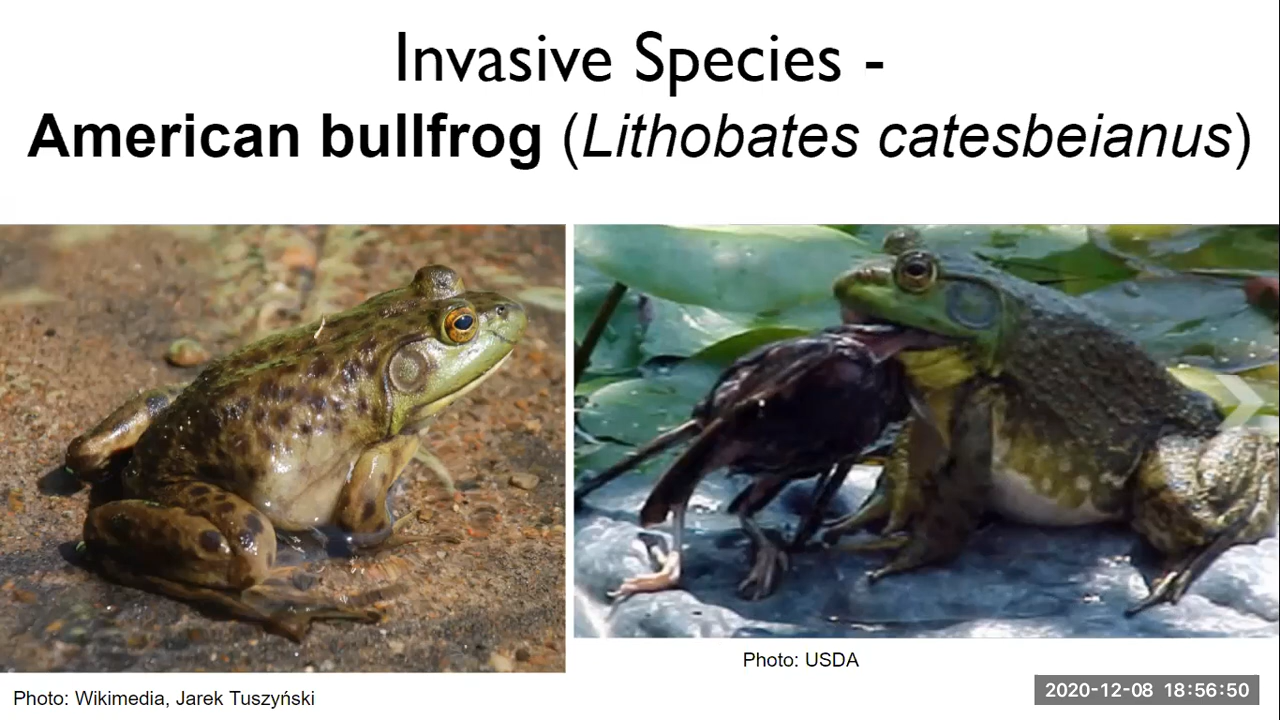 Invasive Species -
American bullfrog (Lithobates catesbeianus)
Photo: USDA
Photo: Wikimedia, Jarek Tuszyński
2020-12-08 18:56:50